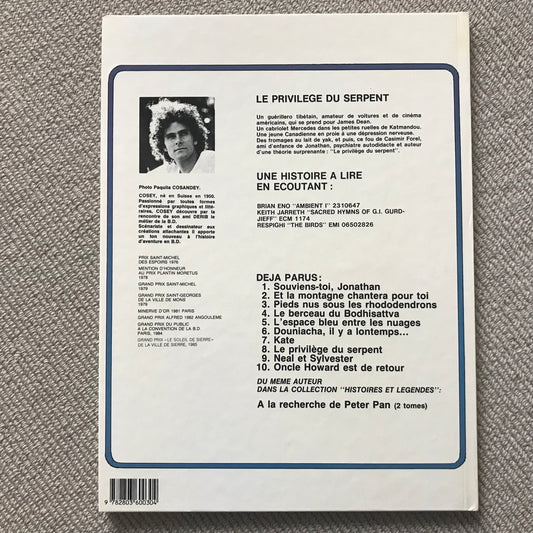 LE PRIVILEGE DU SERPENT
Un guérillero tibétain, amateur de voitures et de cinéma
américains, qui se prend pour James Dean.
Un cabriolet Mercedes dans les petites ruelles de Katmandou.
Une jeune Canadienne en proie à une dépression nerveuse.
Des fromages au lait de yak, et puis, ce fou de Casimir Forel,
ami d'enfance de Jonathan, psychiatre autodidacte et auteur
d'une théorie surprenante : "Le privilège du serpent".
UNE HISTOIRE A LIRE
EN ECOUTANT :
BRIAN ENO "AMBIENT I" 2310647
KEITH JARRETH "SACRED HYMNS OF G.I. GURD-
JIEFF" ECM 1174
RESPIGHI "THE BIRDS" EMI 06502826
Photo Paquita COSANDEY.
COSEY, né en Suisse en 1950.
Passionné par toutes formes
d'expressions graphiques et litté-
raires, COSEY découvre par la
rencontre de son ami DERIB le
métier de la B.D.
Scénariste et dessinateur aux
créations attachantes il apporte
un ton nouveau à l'histoire
d'aventure en B.D.
PRIX SAINT-MICHEL
DES ESPOIRS 1976
MENTION D'HONNEUR
AU PRIX PLANTIN MORETUS
1978
GRAND PRIX SAINT-MICHEL
1979
GRAND PRIX SAINT-GEORGES
DE LA VILLE DE MONS
1979
MINERVE D'OR 1981 PARIS
GRAND PRIX ALFRED 1982 ANGOULEME
GRAND PRIX DU PUBLIC
A LA CONVENTION DE LA B.D.
PARIS, 1984
GRAND PRIX «LE SOLEIL DE SIERRE»
DE LA VILLE DE SIERRE, 1985
DEJA PARUS :
1. Souviens-toi, Jonathan
2. Et la montagne chantera pour toi
3. Pieds nus sous les rhododendrons
4. Le berceau du Bodhisattva
5. L'espace bleu entre les nuages
6. Douniacha, il y a lontemps...
7. Kate
8. Le privilège du serpent
9. Neal et Sylvester
10. Oncle Howard est de retour
DU MEME AUTEUR
DANS LA COLLECTION "HISTOIRES ET LEGENDES":
A la recherche de Peter Pan (2 tomes)
9 782803 600304